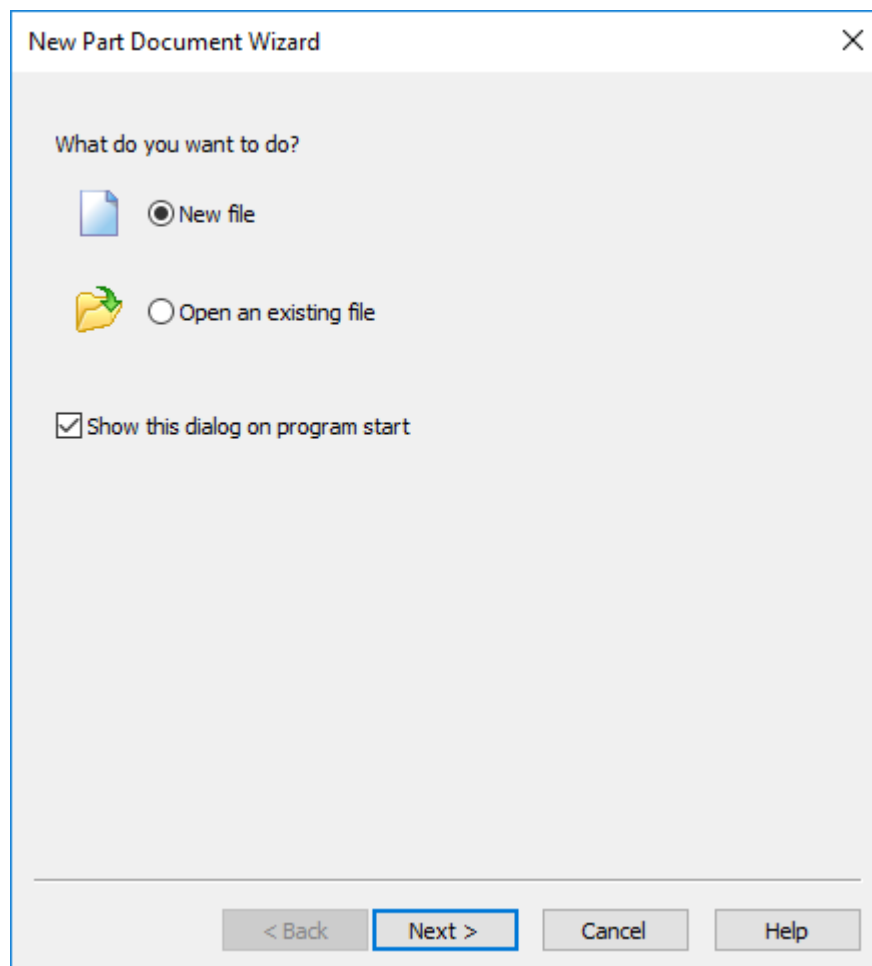 New Part Document Wizard
What do you want to do?
New file
Open an existing file
Show this dialog on program start
< Back Next > Cancel Help